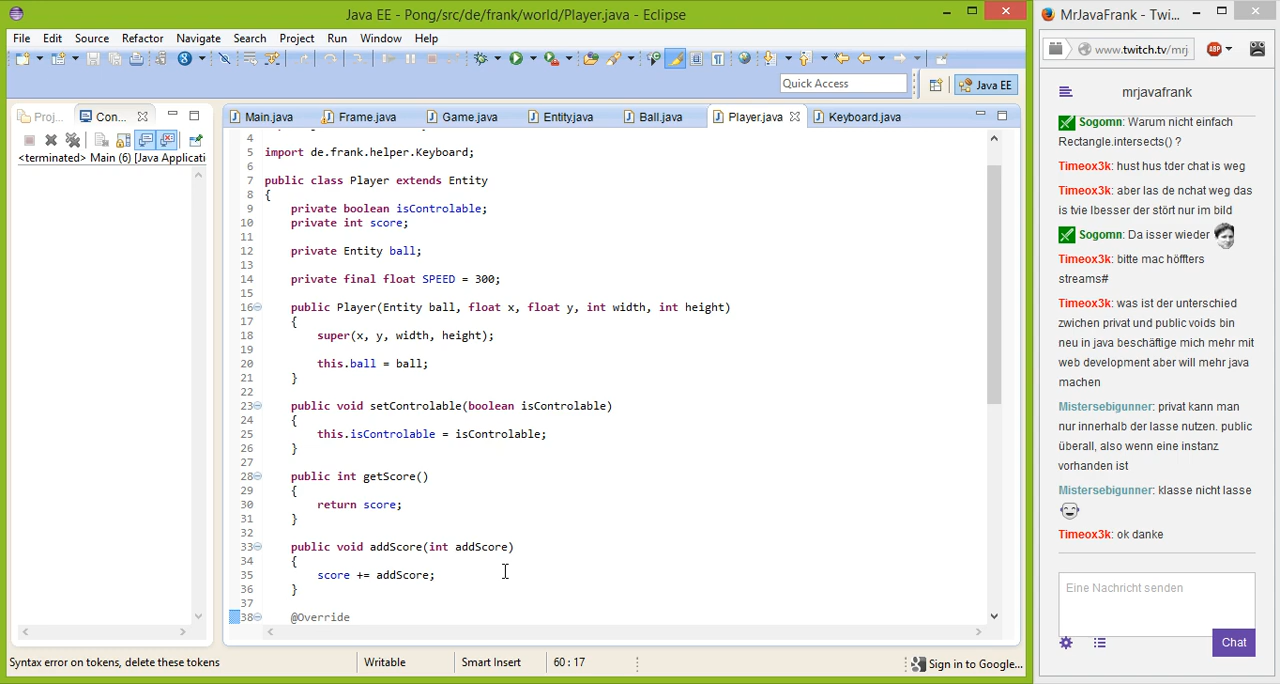 Java EE - Pong/src/de/frank/world/Player.java - Eclipse
File Edit Source Refactor Navigate Search Project Run Window Help
Quick Access
Java EE
Proj...
Con...
<terminated> Main (6) [Java Applicati
Main.java
Frame.java
Game.java
Entity.java
Ball.java
Player.java
Keyboard.java
4
5 import de.frank.helper.Keyboard;
6
7 public class Player extends Entity
8 {
9 private boolean isControlable;
10 private int score;
11
12 private Entity ball;
13
14 private final float SPEED = 300;
15
16 public Player(Entity ball, float x, float y, int width, int height)
17 {
18 super(x, y, width, height);
19
20 this.ball = ball;
21 }
22
23 public void setControlable(boolean isControlable)
24 {
25 this.isControlable = isControlable;
26 }
27
28 public int getScore()
29 {
30 return score;
31 }
32
33 public void addScore(int addScore)
34 {
35 score += addScore;
36 }
37
38 @Override
Syntax error on tokens, delete these tokens
Writable
Smart Insert
60 : 17
Sign in to Google...
MrJavaFrank - Twi...
www.twitch.tv/mrj
ABP
mrjavafrank
Sogomn: Warum nicht einfach
Rectangle.intersects() ?
Timeox3k: hust hus tder chat is weg
Timeox3k: aber las de nchat weg das
is tvie lbesser der stört nur im bild
Sogomn: Da isser wieder
Timeox3k: bitte mac höffters
streams#
Timeox3k: was ist der unterschied
zwichen privat und public voids bin
neu in java beschäftige mich mehr mit
web development aber will mehr java
machen
Mistersebigunner: privat kann man
nur innerhalb der lasse nutzen. public
überall, also wenn eine instanz
vorhanden ist
Mistersebigunner: klasse nicht lasse
Timeox3k: ok danke
Eine Nachricht senden
Chat